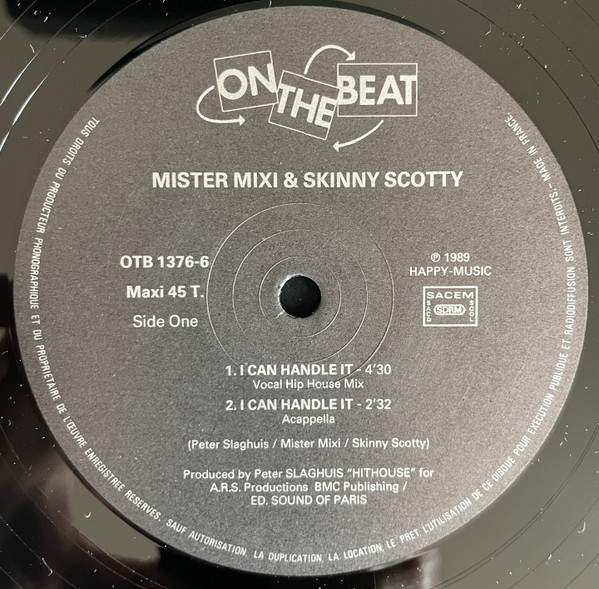 ON
THE
BEAT
MISTER MIXI & SKINNY SCOTTY
OTB 1376-6
Maxi 45 T.
Side One
℗ 1989
HAPPY-MUSIC
SACEM
SACD
SDRM
SGDL
1. I CAN HANDLE IT - 4'30
Vocal Hip House Mix
2. I CAN HANDLE IT - 2'32
Acappella
(Peter Slaghuis / Mister Mixi / Skinny Scotty)
Produced by Peter SLAGHUIS "HITHOUSE" for
A.R.S. Productions BMC Publishing /
ED. SOUND OF PARIS
TOUS DROITS DU PRODUCTEUR PHONOGRAPHIQUE ET DU PROPRIETAIRE DE L'ŒUVRE ENREGISTREE RESERVES. SAUF AUTORISATION, LA DUPLICATION, LA LOCATION, LE PRET, L'UTILISATION DE CE DISQUE POUR EXECUTION PUBLIQUE ET RADIODIFFUSION SONT INTERDITS. - MADE IN FRANCE.